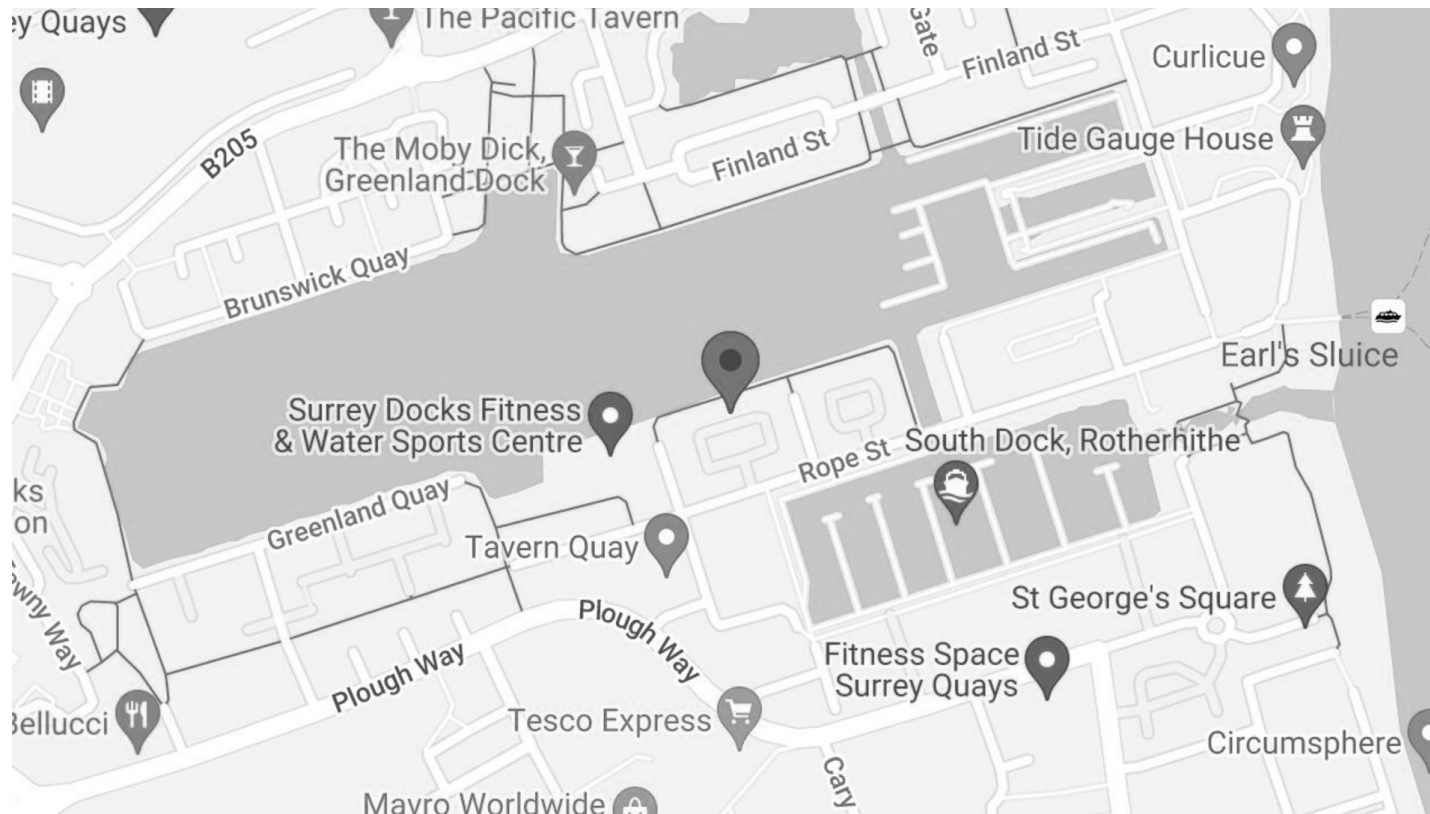 ey Quays
The Pacific Tavern
Gate
Finland St
Curlicue
B205
The Moby Dick,
Greenland Dock
Finland St
Tide Gauge House
Brunswick Quay
Earl's Sluice
Surrey Docks Fitness
& Water Sports Centre
Rope St
South Dock, Rotherhithe
ks
on
Greenland Quay
Tavern Quay
wny Way
Plough Way
St George's Square
Plough Way
Fitness Space
Surrey Quays
Bellucci
Tesco Express
Circumsphere
Cary
Mavro Worldwide